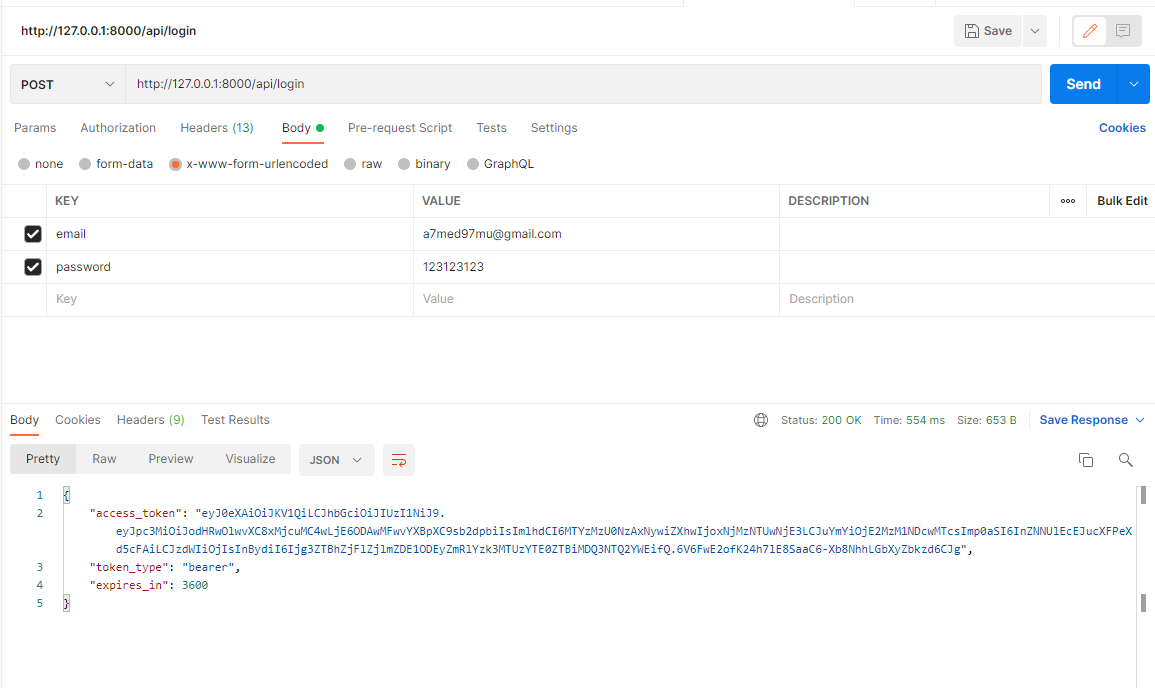 http://127.0.0.1:8000/api/login
Save
POST
http://127.0.0.1:8000/api/login
Send
Params Authorization Headers (13) Body Pre-request Script Tests Settings Cookies
none form-data x-www-form-urlencoded raw binary GraphQL
KEY VALUE DESCRIPTION ooo Bulk Edit
email a7med97mu@gmail.com
password 123123123
Key Value Description
Body Cookies Headers (9) Test Results Status: 200 OK Time: 554 ms Size: 653 B Save Response
Pretty Raw Preview Visualize JSON
1 {
2 "access_token": "eyJ0eXAiOiJKV1QiLCJhbGciOiJIUzI1NiJ9.
eyJpc3MiOiJodHRwOlwvXC8xMjcuMC4wLjE6ODAwMFwvYXBpXC9sb2dpbiIsImlhdCI6MTYzMzU0NzAxNywiZXhwIjoxNjMzNTUwNjE3LCJuYmYiOjE2MzM1NDcwMTcsImp0aSI6InZNNUlEcEJucXFPeX
d5cFAiLCJzdWIiOjIsInBydiI6Ijg3ZTBhZjFlZjlmZDE1ODEyZmRlYzk3MTUzYTE0ZTBiMDQ3NTQ2YWEifQ.6V6FwE2ofK24h7lE8SaaC6-Xb8NhhLGbXyZbkzd6CJg",
3 "token_type": "bearer",
4 "expires_in": 3600
5 }